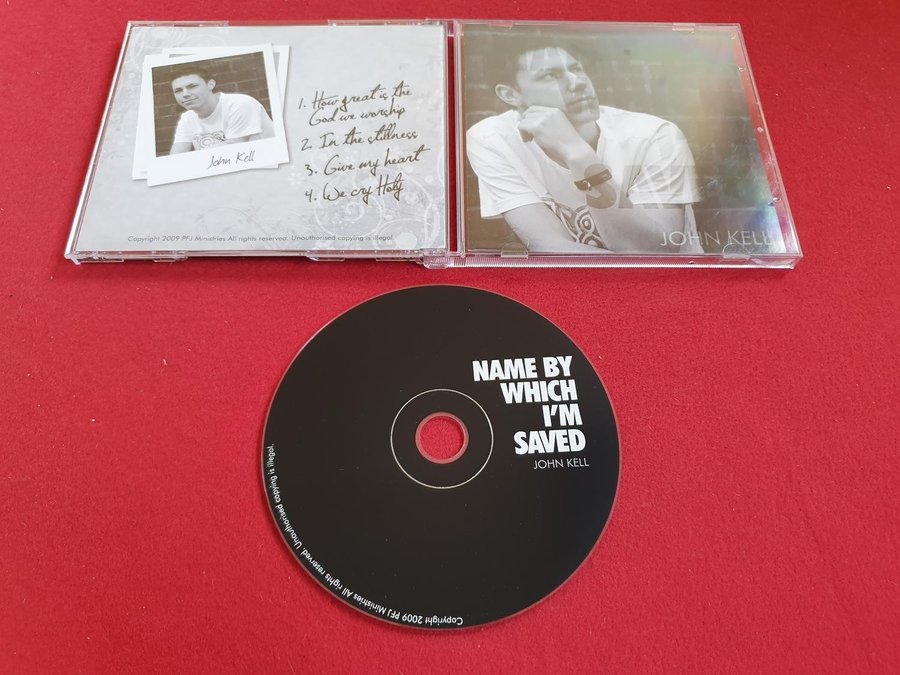 John Kell
1. How great is the
God we worship
2. In the stillness
3. Give my heart
4. We cry Holy
Copyright 2009 PFJ Ministries All rights reserved. Unauthorised copying is illegal.
JOHN KELL
NAME BY
WHICH
I'M
SAVED
JOHN KELL
Copyright 2009 PFJ Ministries All rights reserved. Unauthorised copying is illegal.